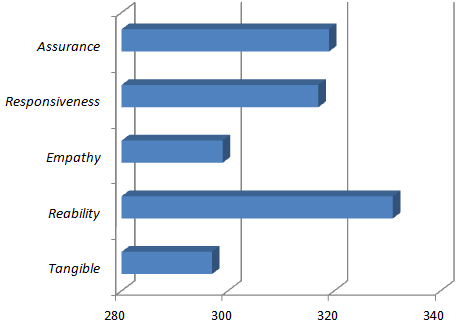 Assurance
Responsiveness
Empathy
Reability
Tangible
280 300 320 340